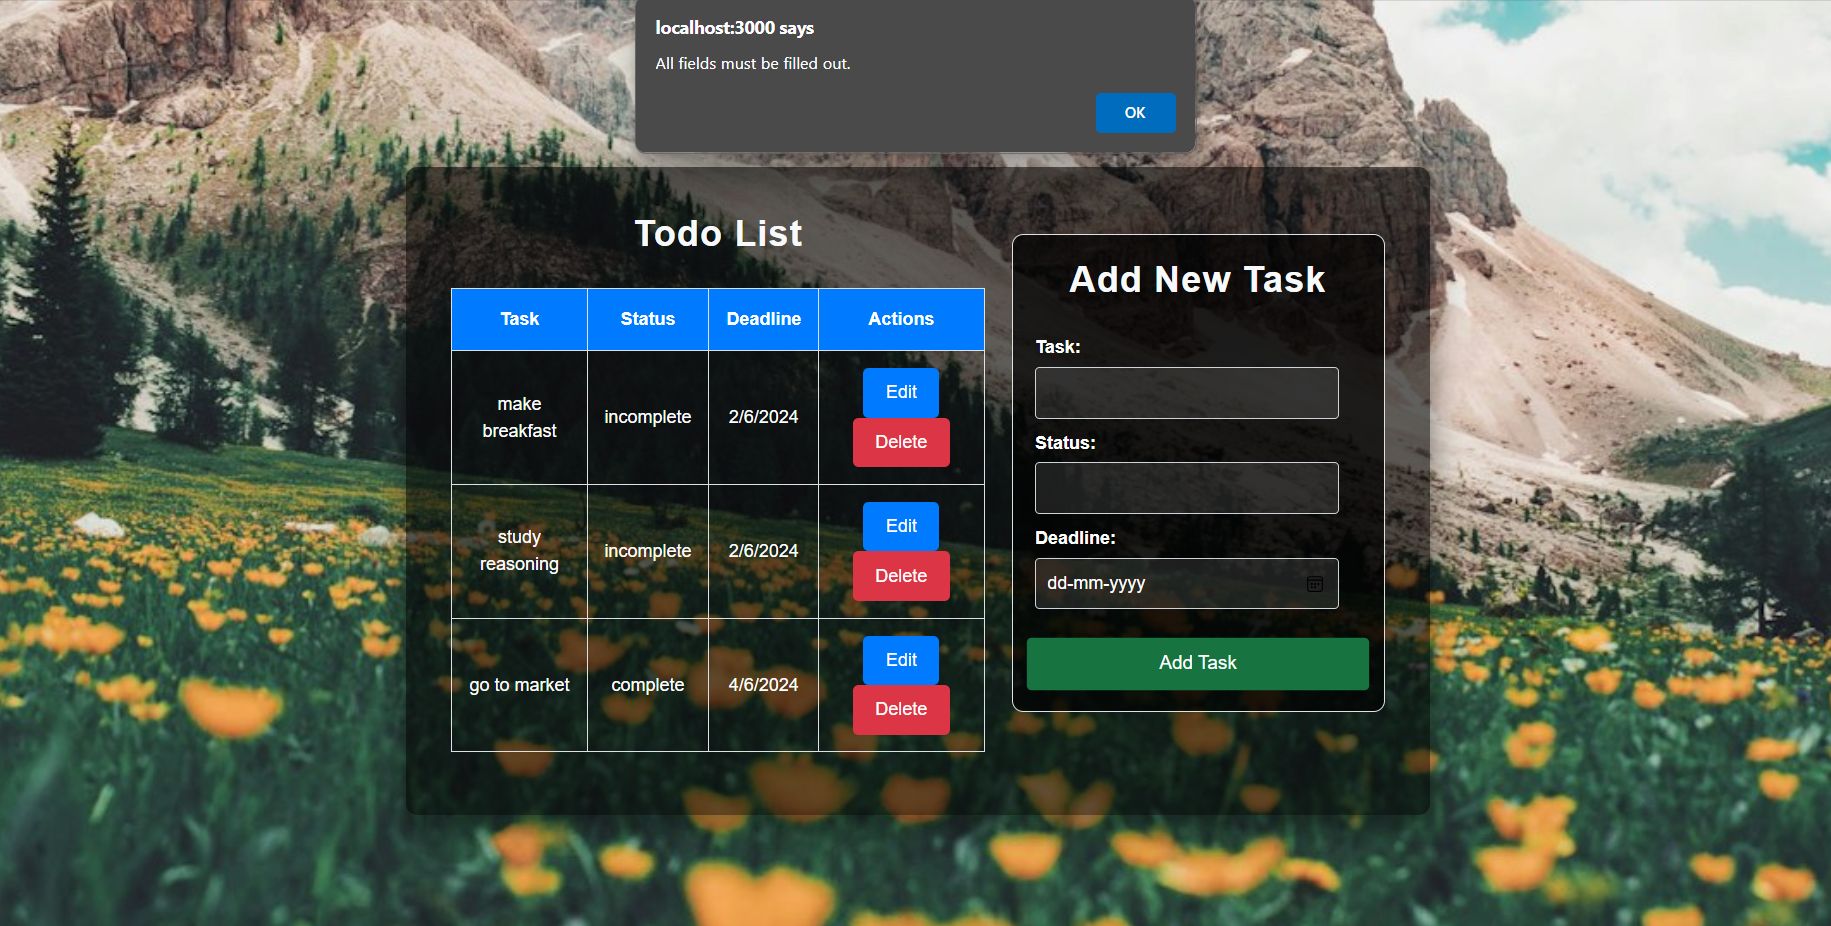 localhost:3000 says
All fields must be filled out.
OK
Todo List
Task Status Deadline Actions
make
breakfast
incomplete
2/6/2024
Edit
Delete
study
reasoning
incomplete
2/6/2024
Edit
Delete
go to market
complete
4/6/2024
Edit
Delete
Add New Task
Task:
Status:
Deadline:
dd-mm-yyyy
Add Task